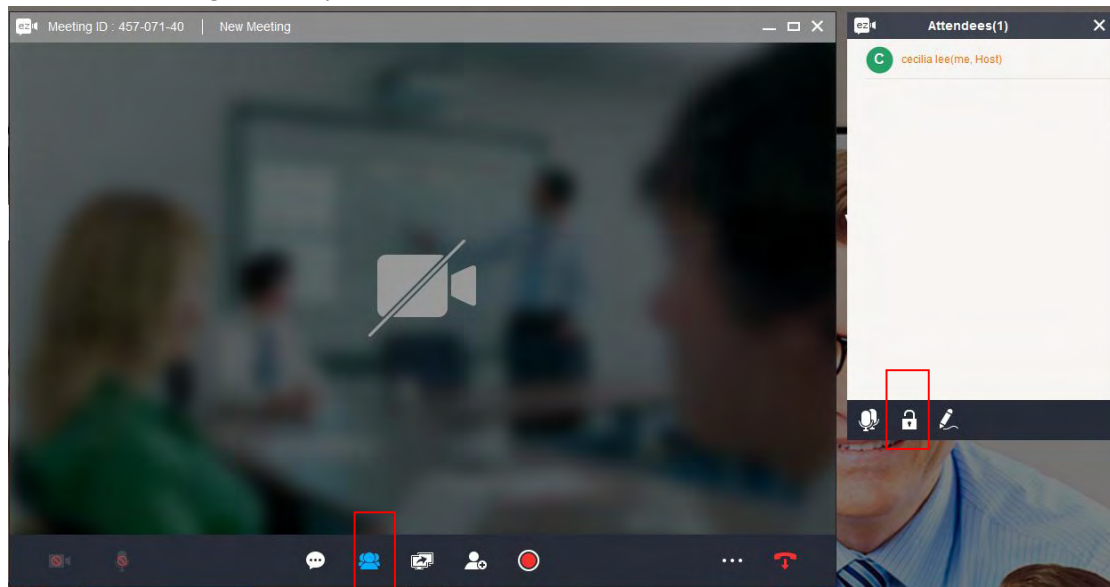 ez
Meeting ID : 457-071-40 | New Meeting
ez
Attendees(1)
C
cecilia lee(me, Host)